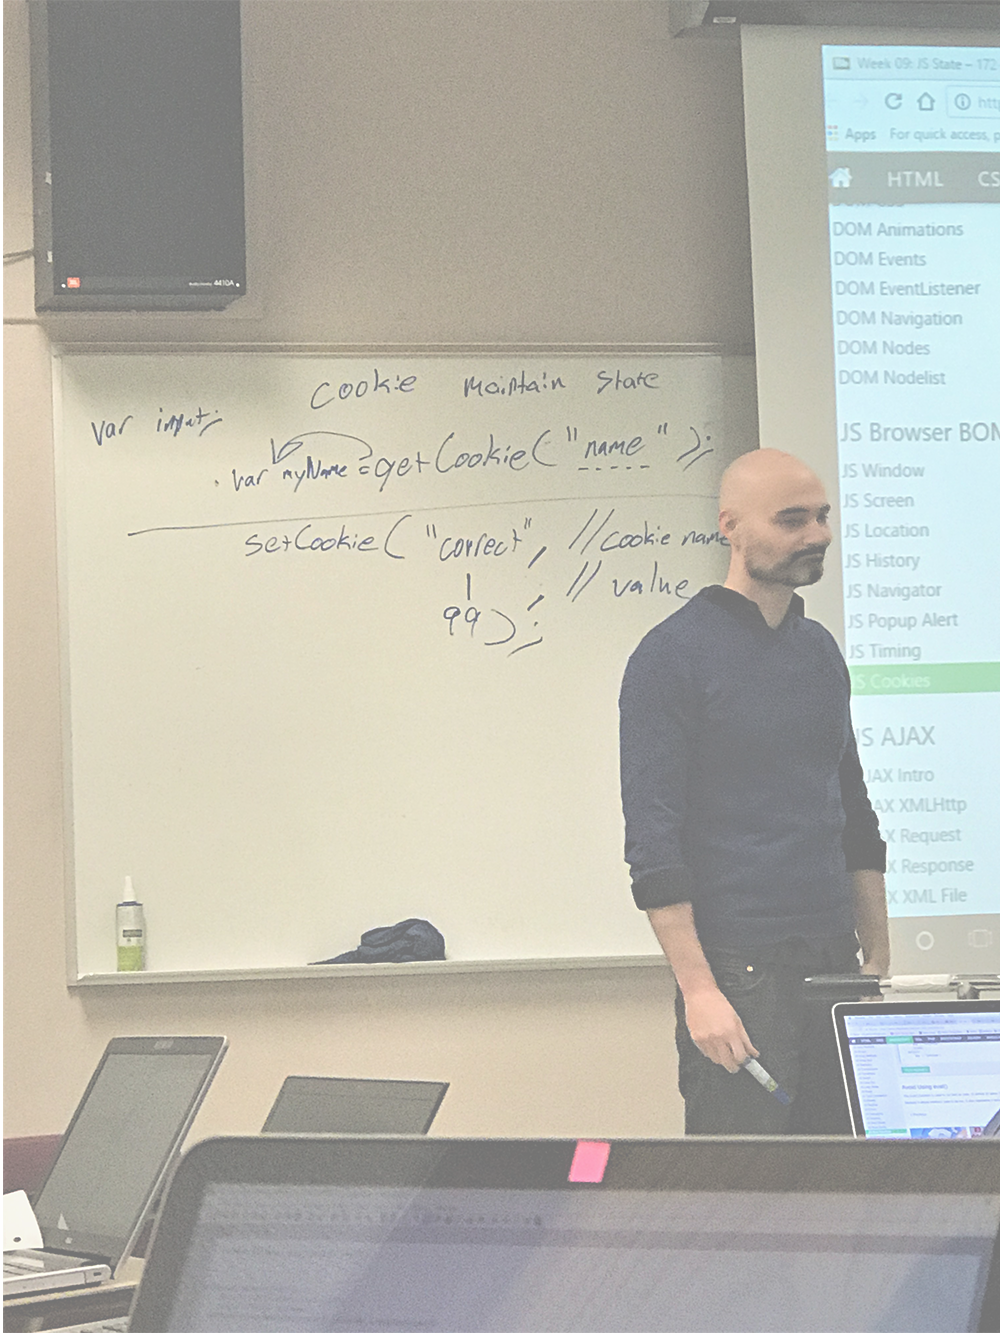 4410A
Cookie Maintain State
var input;
var myName = getCookie("name");
setCookie("correct", //cookie name
99); // value
Week 09: JS State – 172
Apps For quick access, p
HTML CS
DOM Animations
DOM Events
DOM EventListener
DOM Navigation
DOM Nodes
DOM Nodelist
JS Browser BOM
JS Window
JS Screen
JS Location
JS History
JS Navigator
JS Popup Alert
JS Timing
JS Cookies
JS AJAX
AJAX Intro
AX XMLHttp
X Request
X Response
X XML File